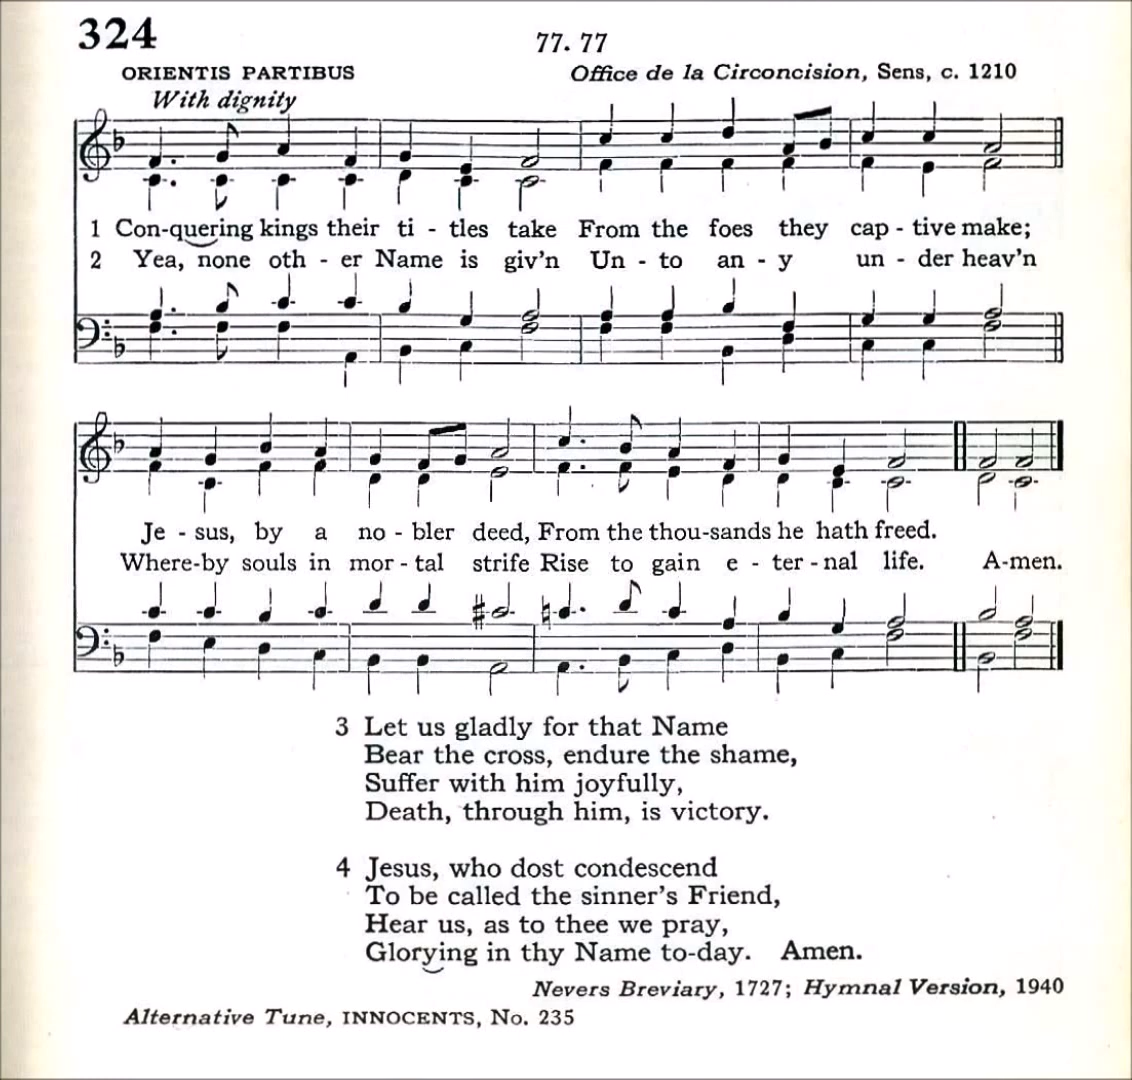 324
77. 77
ORIENTIS PARTIBUS Office de la Circoncision, Sens, c. 1210
With dignity
1 Con-quering kings their ti - tles take From the foes they cap - tive make;
2 Yea, none oth - er Name is giv'n Un - to an - y un - der heav'n
Je - sus, by a no - bler deed, From the thou-sands he hath freed.
Where-by souls in mor - tal strife Rise to gain e - ter - nal life. A-men.
3 Let us gladly for that Name
Bear the cross, endure the shame,
Suffer with him joyfully,
Death, through him, is victory.
4 Jesus, who dost condescend
To be called the sinner's Friend,
Hear us, as to thee we pray,
Glorying in thy Name to-day. Amen.
Nevers Breviary, 1727; Hymnal Version, 1940
Alternative Tune, INNOCENTS, No. 235